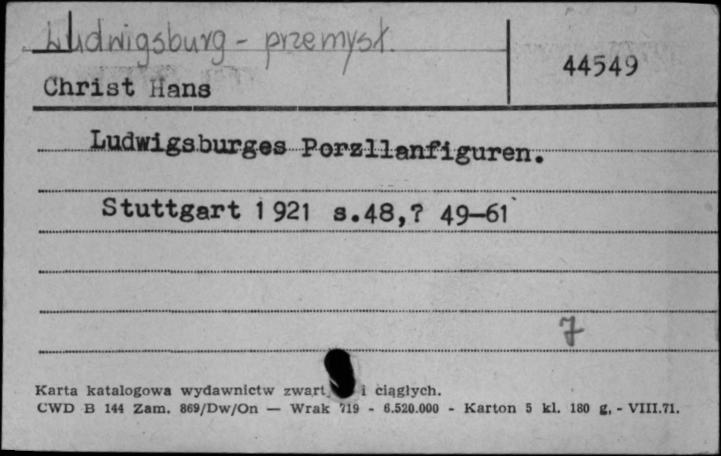 Ludwigsburg - przemysł.
44549
Christ Hans
Ludwigsburges Porzllanfiguren.
Stuttgart 1921 s.48,? 49-61
7
Karta katalogowa wydawnictw zwart i ciągłych.
CWD B 144 Zam. 869/Dw/On — Wrak 719 - 6.520.000 - Karton 5 kl. 180 g. - VIII.71.